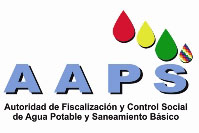 AAPS
Autoridad de Fiscalización y Control Social
de Agua Potable y Saneamiento Básico